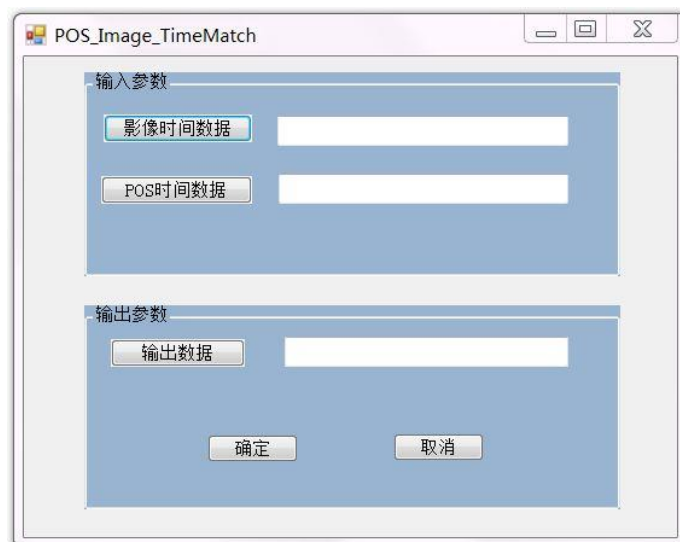 POS_Image_TimeMatch
输入参数
影像时间数据
POS时间数据
输出参数
输出数据
确定 取消